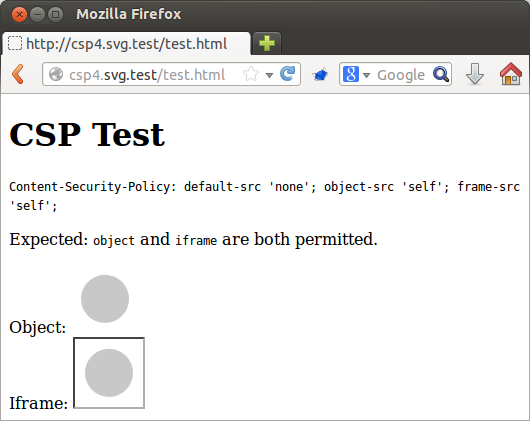 Mozilla Firefox
http://csp4.svg.test/test.html
csp4.svg.test/test.html
8 Google
CSP Test
Content-Security-Policy: default-src 'none'; object-src 'self'; frame-src
'self';
Expected: object and iframe are both permitted.
Object:
Iframe: